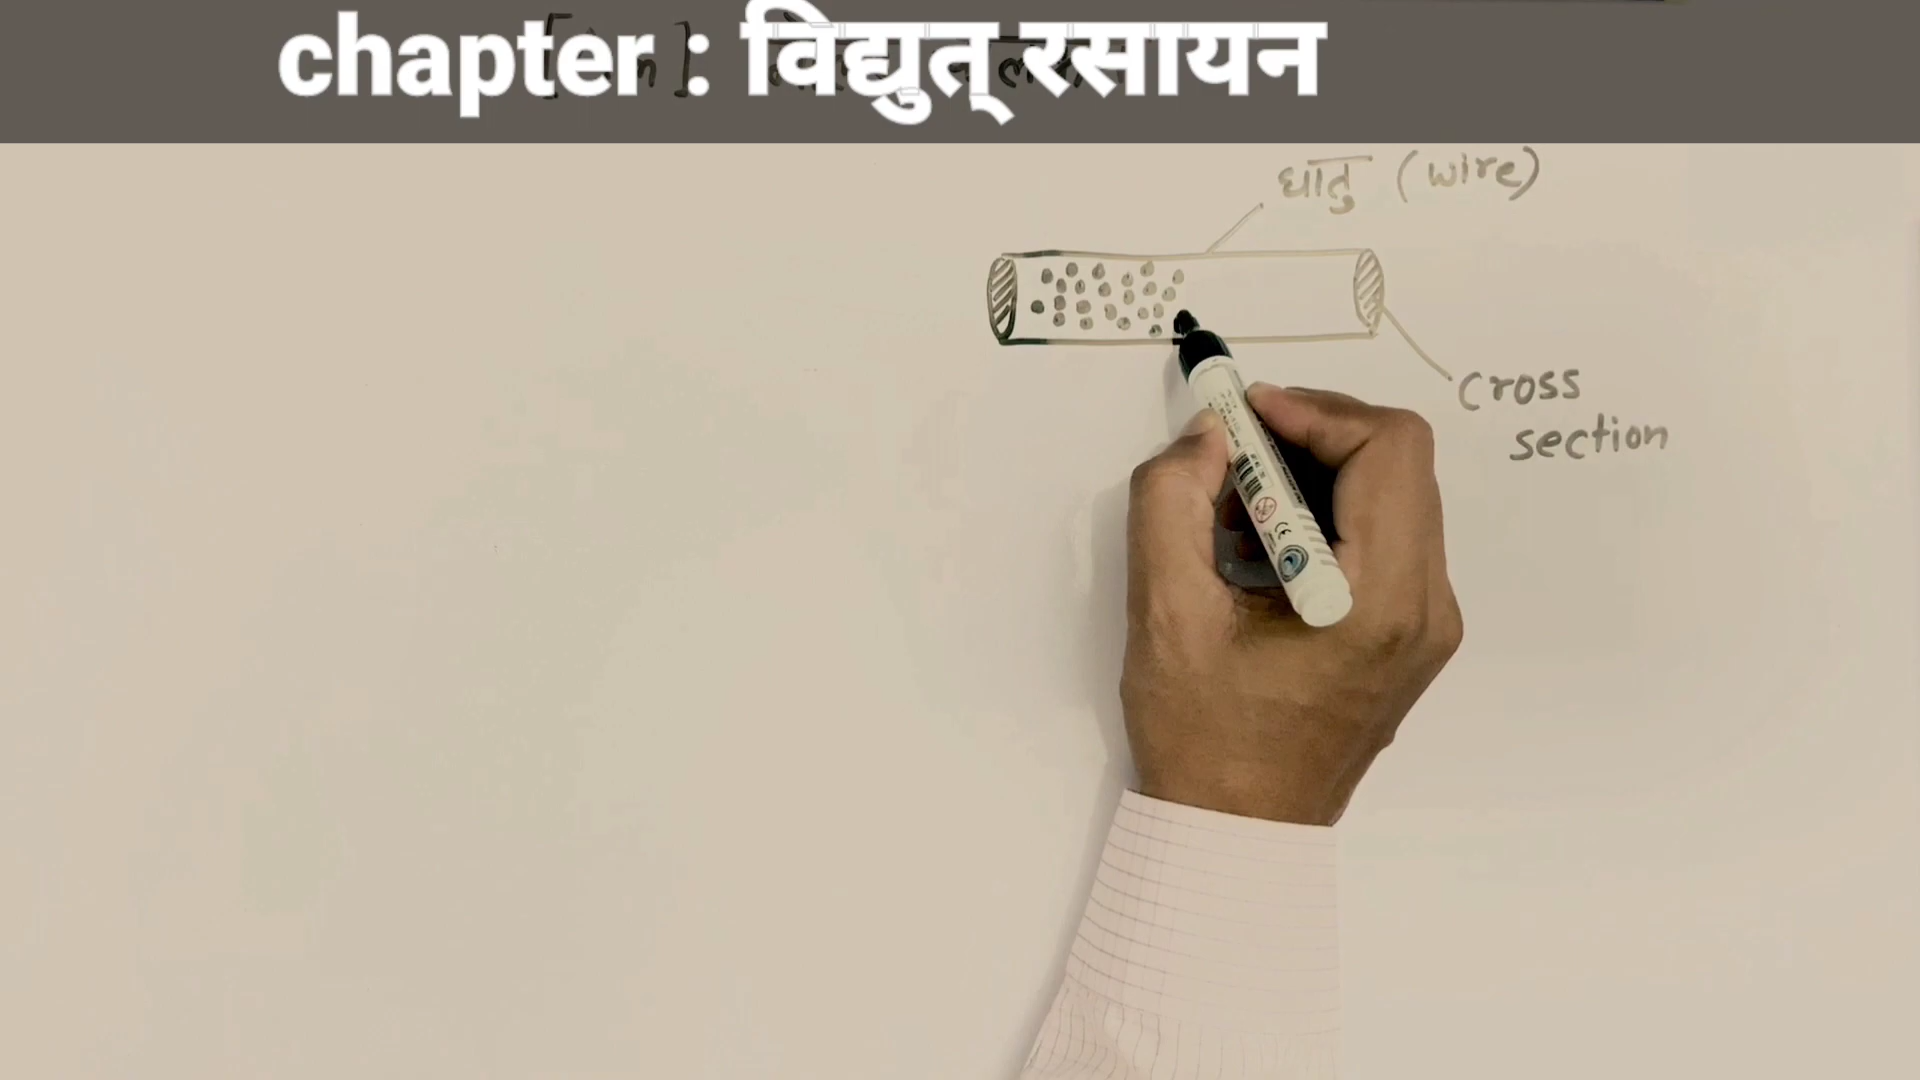 chapter : विद्युत् रसायन
धातु (wire)
cross
section